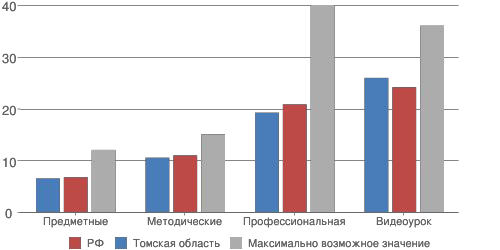 40
30
20
10
0
Предметные Методические Профессиональная Видеоурок
РФ Томская область Максимально возможное значение